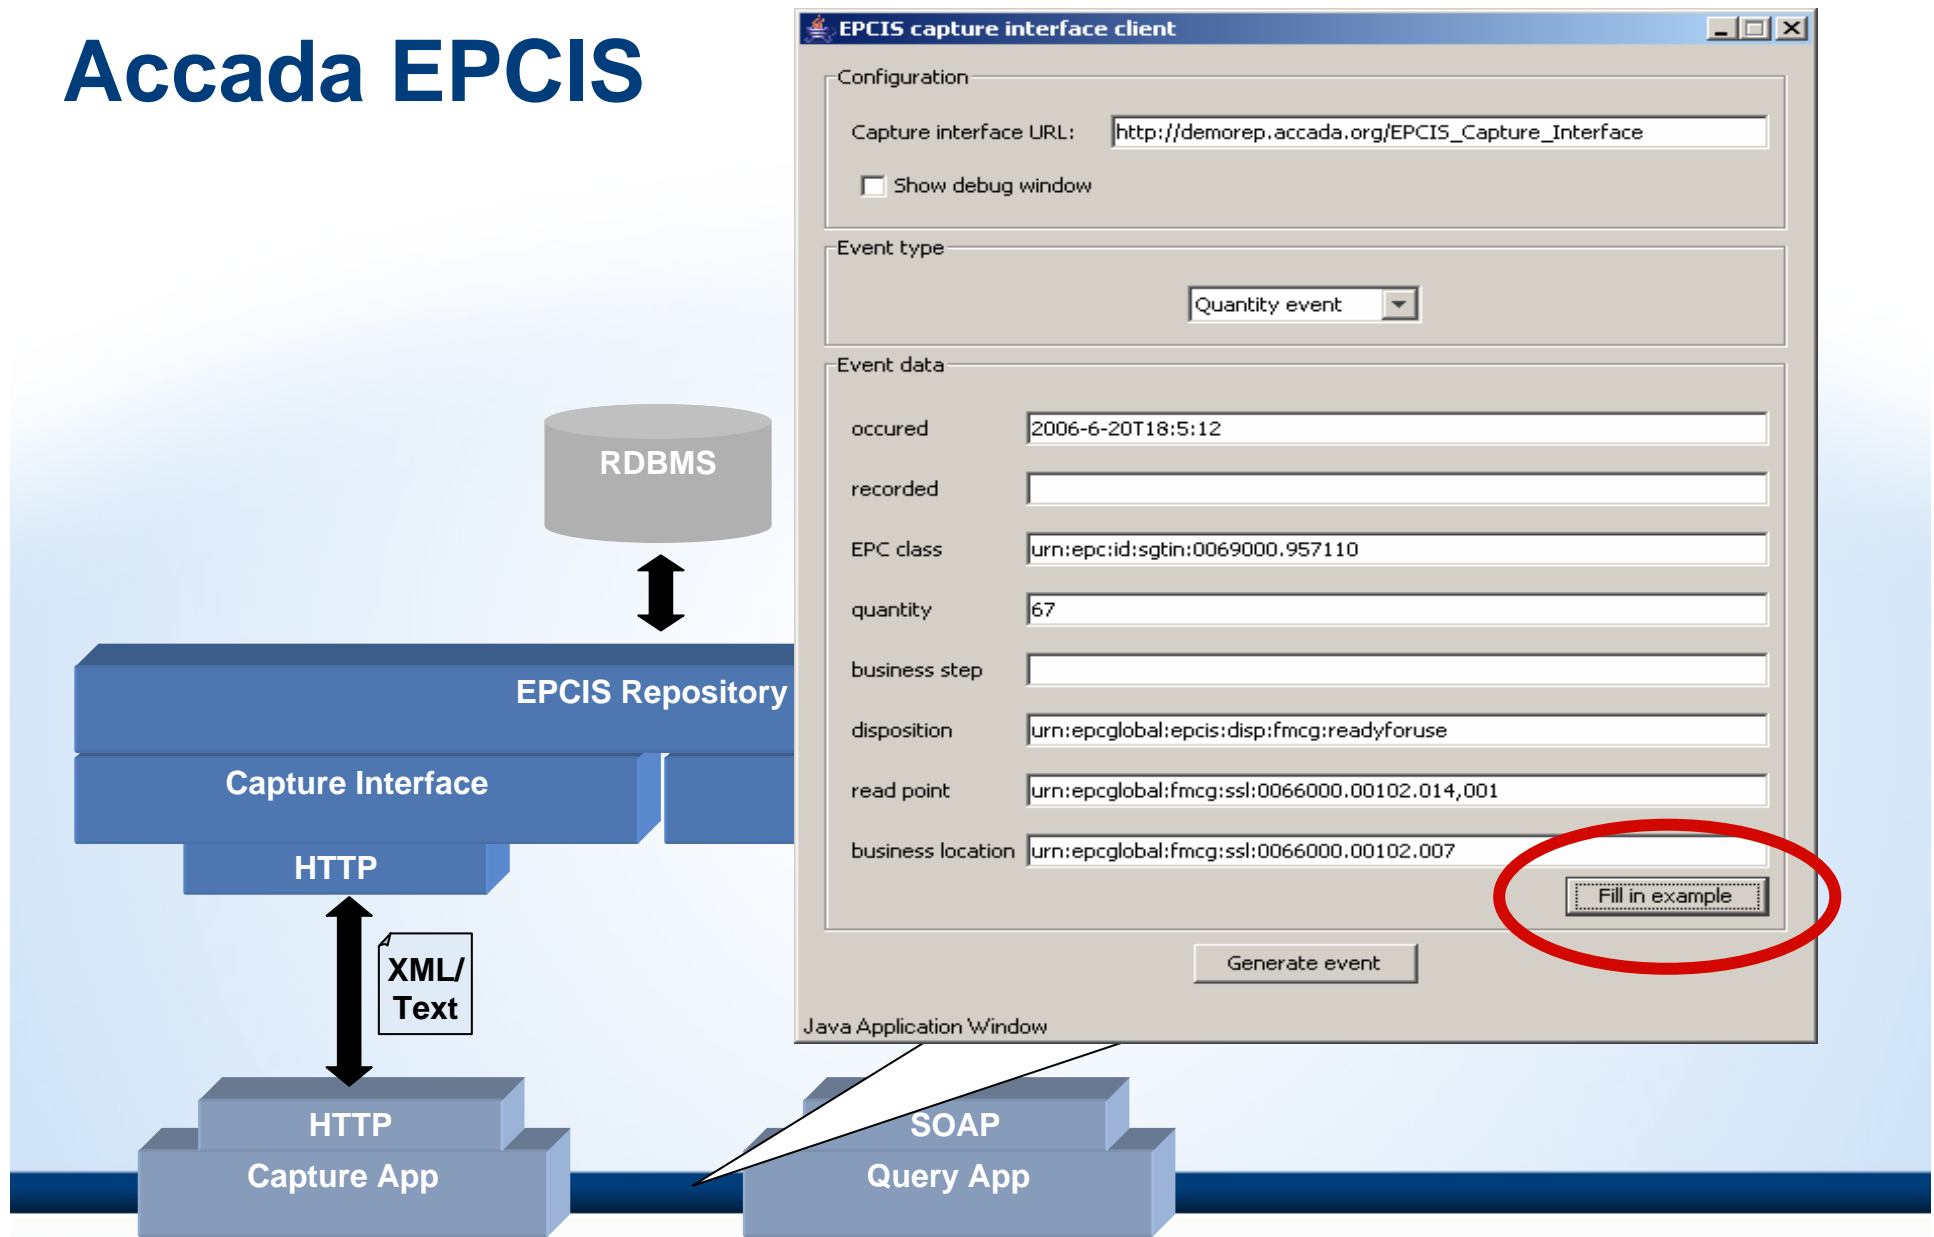 Accada EPCIS
EPCIS capture interface client
Configuration
Capture interface URL: http://demorep.accada.org/EPCIS_Capture_Interface
Show debug window
Event type
Quantity event
Event data
occured 2006-6-20T18:5:12
recorded
EPC class urn:epc:id:sgtin:0069000.957110
quantity 67
business step
disposition urn:epcglobal:epcis:disp:fmcg:readyforuse
read point urn:epcglobal:fmcg:ssl:0066000.00102.014,001
business location urn:epcglobal:fmcg:ssl:0066000.00102.007
Fill in example
Generate event
Java Application Window
RDBMS
EPCIS Repository
Capture Interface
HTTP
XML/
Text
HTTP
Capture App
SOAP
Query App